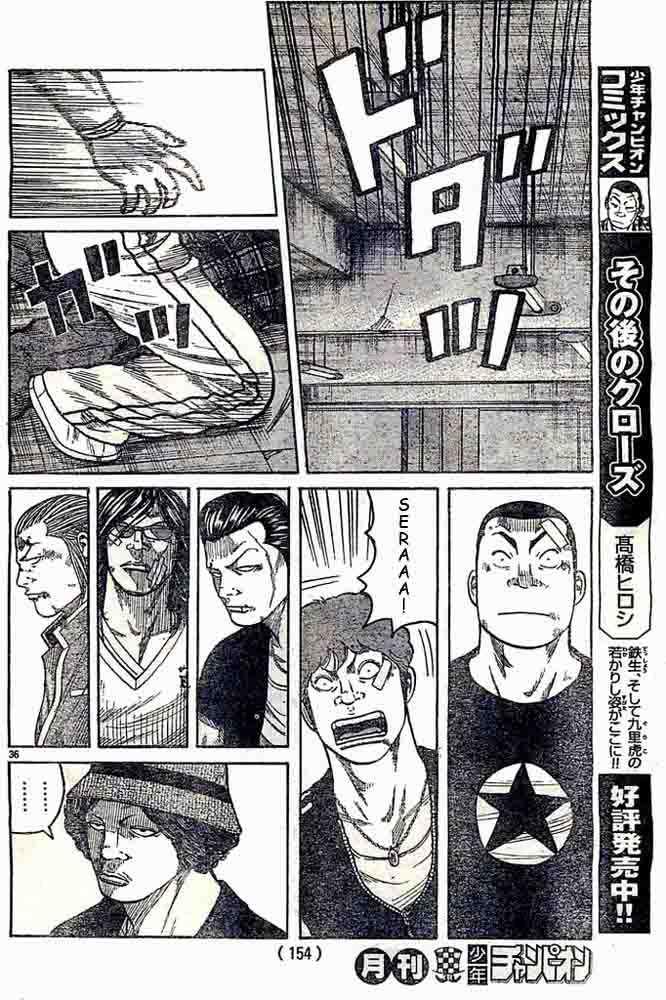 ドダッ
ガッ
SERAAA!
36
………
………
(154)
月刊 少年チャンピオン
少年チャンピオン
コミックス
その後のクローズ
髙橋ヒロシ
鉄生、そして九里虎の
若かりし姿がここに!!
好評発売中!!